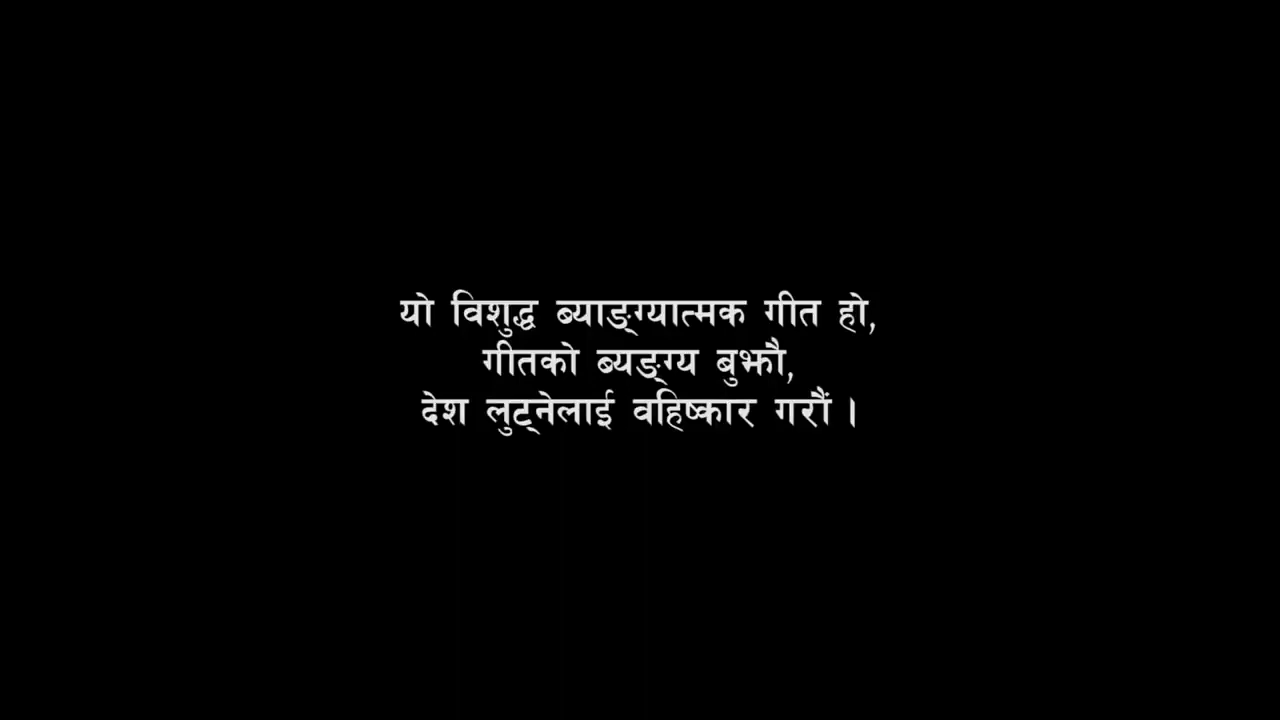 यो विशुद्ध ब्याङ्ग्यात्मक गीत हो,
गीतको ब्यङ्ग्य बुझौ,
देश लुट्नेलाई वहिष्कार गरौं ।